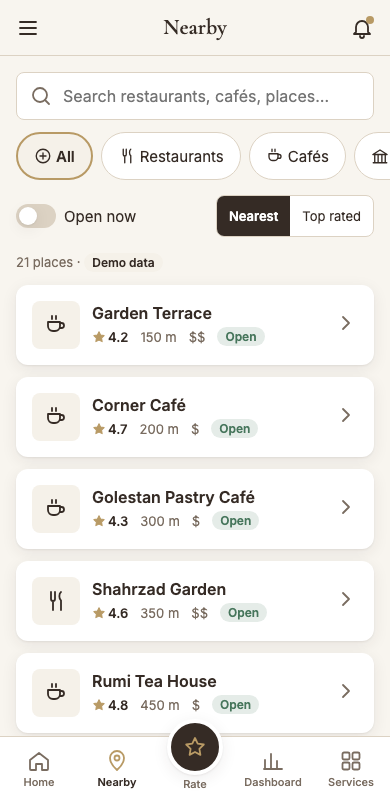 Nearby
Search restaurants, cafés, places...
All
Restaurants
Cafés
Open now
Nearest
Top rated
21 places · Demo data
Garden Terrace
4.2 150 m $$ Open
Corner Café
4.7 200 m $ Open
Golestan Pastry Café
4.3 300 m $ Open
Shahrzad Garden
4.6 350 m $$ Open
Rumi Tea House
4.8 450 m $ Open
Home
Nearby
Rate
Dashboard
Services